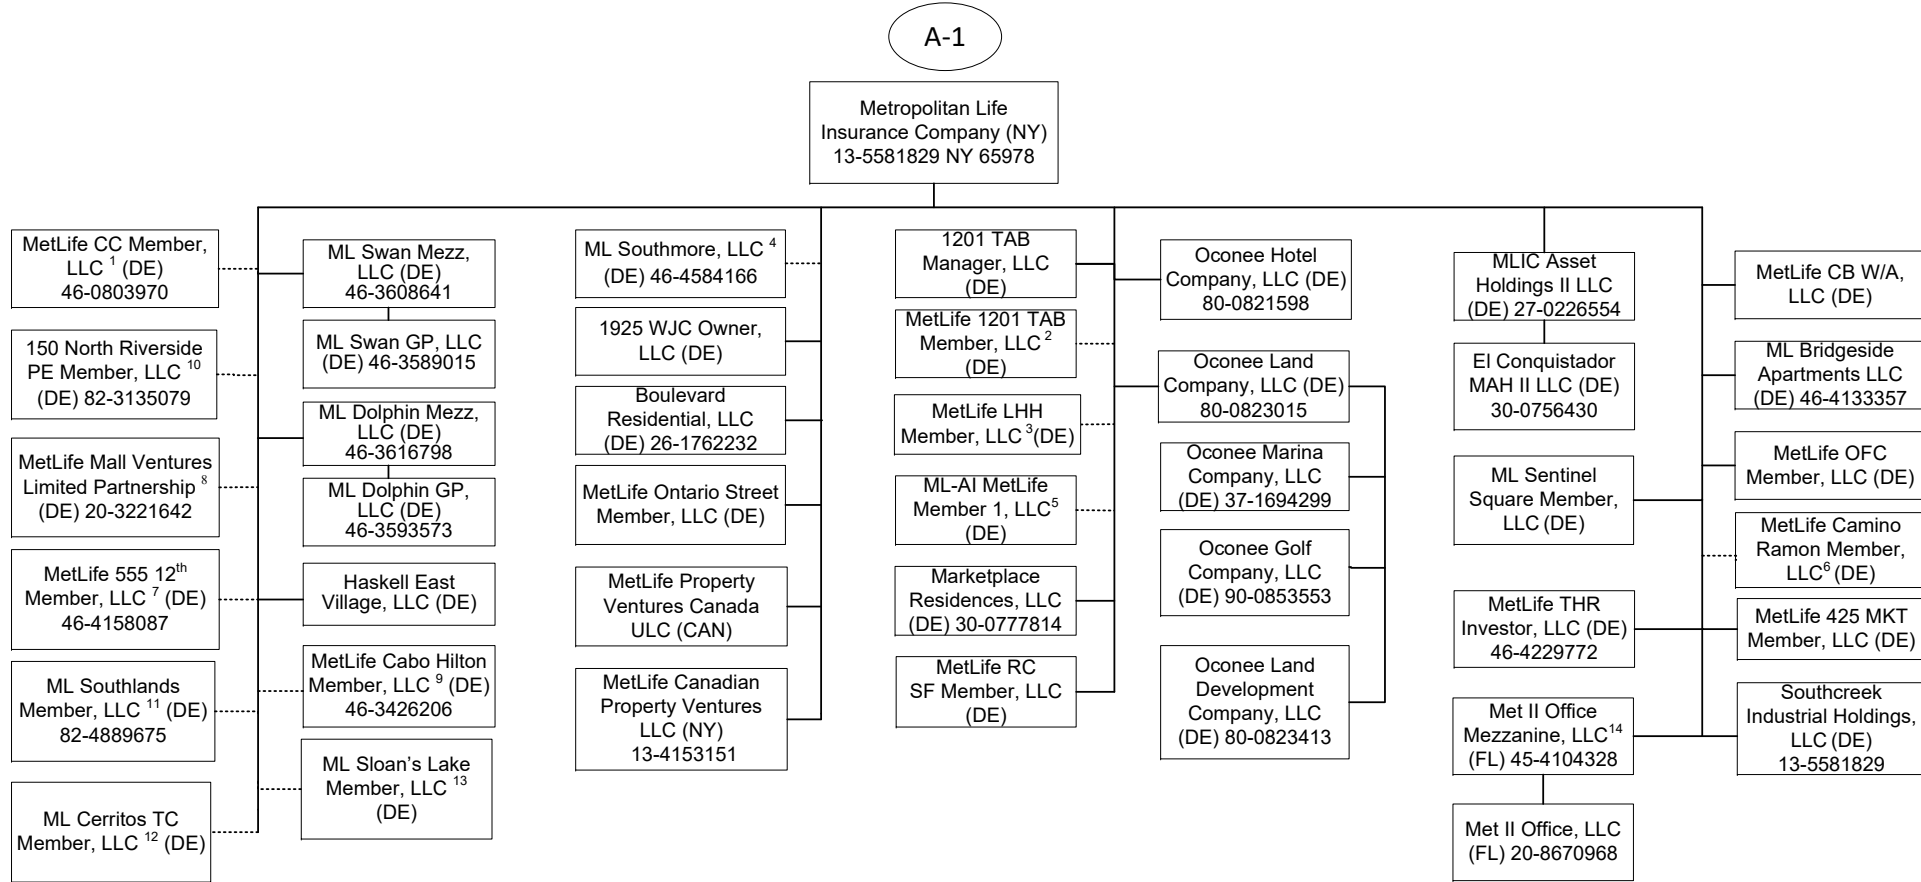 A-1
Metropolitan Life
Insurance Company (NY)
13-5581829 NY 65978
MetLife CC Member,
LLC 1 (DE)
46-0803970
150 North Riverside
PE Member, LLC 10
(DE) 82-3135079
MetLife Mall Ventures
Limited Partnership 8
(DE) 20-3221642
MetLife 555 12th
Member, LLC 7 (DE)
46-4158087
ML Southlands
Member, LLC 11 (DE)
82-4889675
ML Cerritos TC
Member, LLC 12 (DE)
ML Swan Mezz,
LLC (DE)
46-3608641
ML Swan GP, LLC
(DE) 46-3589015
ML Dolphin Mezz,
LLC (DE)
46-3616798
ML Dolphin GP,
LLC (DE)
46-3593573
Haskell East
Village, LLC (DE)
MetLife Cabo Hilton
Member, LLC 9 (DE)
46-3426206
ML Sloan's Lake
Member, LLC 13
(DE)
ML Southmore, LLC 4
(DE) 46-4584166
1925 WJC Owner,
LLC (DE)
Boulevard
Residential, LLC
(DE) 26-1762232
MetLife Ontario Street
Member, LLC (DE)
MetLife Property
Ventures Canada
ULC (CAN)
MetLife Canadian
Property Ventures
LLC (NY)
13-4153151
1201 TAB
Manager, LLC
(DE)
MetLife 1201 TAB
Member, LLC 2
(DE)
MetLife LHH
Member, LLC 3 (DE)
ML-AI MetLife
Member 1, LLC5
(DE)
Marketplace
Residences, LLC
(DE) 30-0777814
MetLife RC
SF Member, LLC
(DE)
Oconee Hotel
Company, LLC (DE)
80-0821598
Oconee Land
Company, LLC (DE)
80-0823015
Oconee Marina
Company, LLC
(DE) 37-1694299
Oconee Golf
Company, LLC
(DE) 90-0853553
Oconee Land
Development
Company, LLC
(DE) 80-0823413
MLIC Asset
Holdings II LLC
(DE) 27-0226554
El Conquistador
MAH II LLC (DE)
30-0756430
ML Sentinel
Square Member,
LLC (DE)
MetLife THR
Investor, LLC (DE)
46-4229772
Met II Office
Mezzanine, LLC14
(FL) 45-4104328
Met II Office, LLC
(FL) 20-8670968
MetLife CB W/A,
LLC (DE)
ML Bridgeside
Apartments LLC
(DE) 46-4133357
MetLife OFC
Member, LLC (DE)
MetLife Camino
Ramon Member,
LLC6 (DE)
MetLife 425 MKT
Member, LLC (DE)
Southcreek
Industrial Holdings,
LLC (DE)
13-5581829